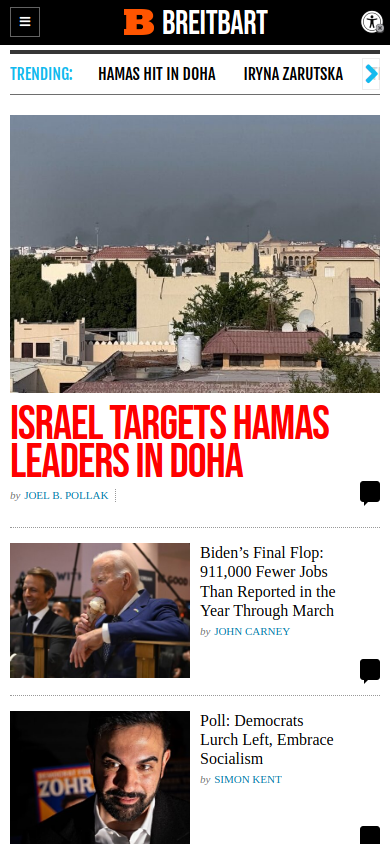 B BREITBART
TRENDING: HAMAS HIT IN DOHA IRYNA ZARUTSKA
ISRAEL TARGETS HAMAS
LEADERS IN DOHA
by JOEL B. POLLAK
Biden’s Final Flop:
911,000 Fewer Jobs
Than Reported in the
Year Through March
by JOHN CARNEY
Poll: Democrats
Lurch Left, Embrace
Socialism
by SIMON KENT
ZOHR